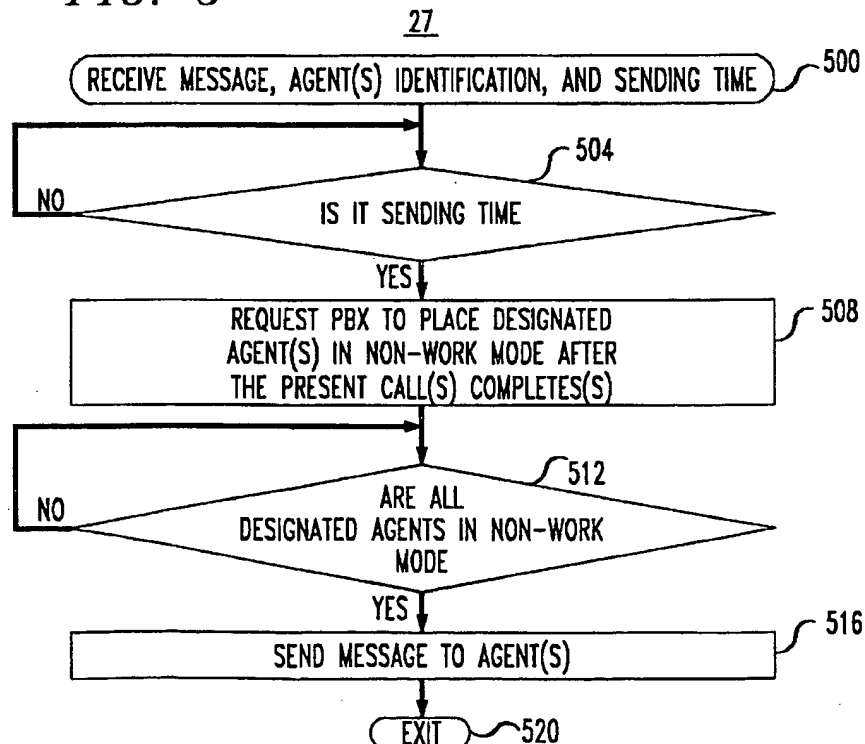 27
RECEIVE MESSAGE, AGENT(S) IDENTIFICATION, AND SENDING TIME
500
504
IS IT SENDING TIME
NO
YES
REQUEST PBX TO PLACE DESIGNATED
AGENT(S) IN NON-WORK MODE AFTER
THE PRESENT CALL(S) COMPLETES(S)
508
512
ARE ALL
DESIGNATED AGENTS IN NON-WORK
MODE
NO
YES
SEND MESSAGE TO AGENT(S)
516
EXIT
520